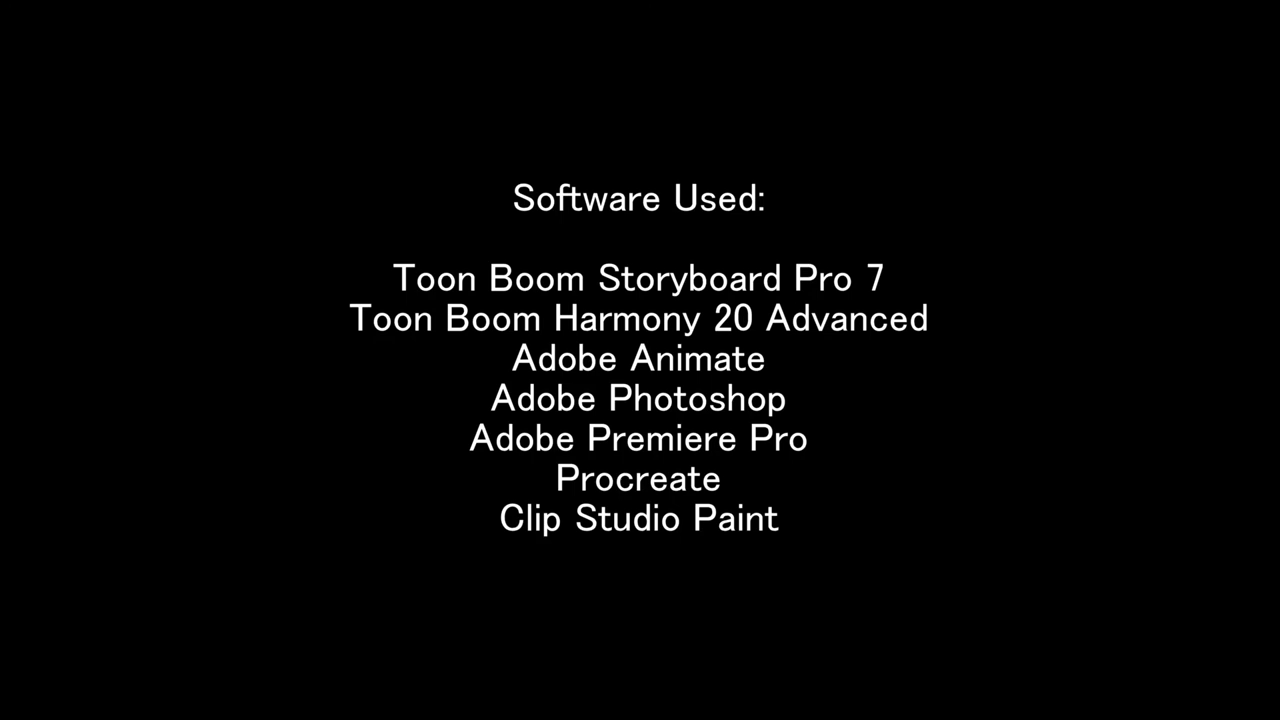 Software Used:
Toon Boom Storyboard Pro 7
Toon Boom Harmony 20 Advanced
Adobe Animate
Adobe Photoshop
Adobe Premiere Pro
Procreate
Clip Studio Paint